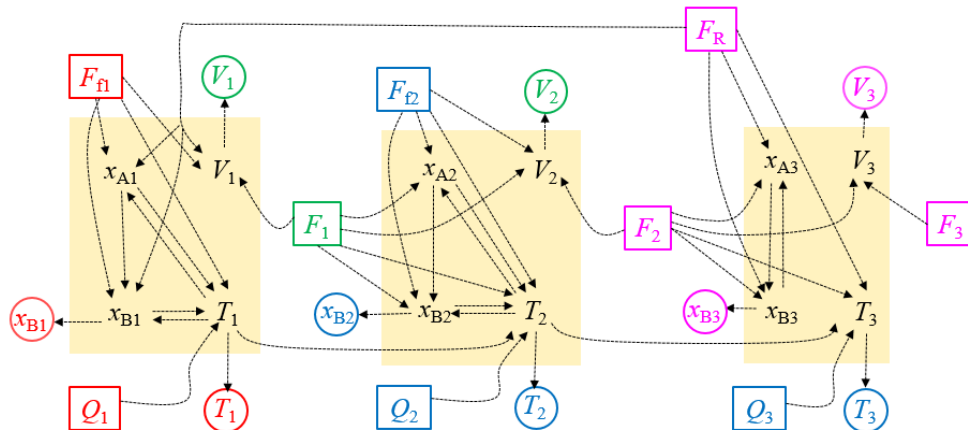 F_R
F_f1 V_1 F_f2 V_2 V_3
x_A1 V_1 x_A2 V_2 x_A3 V_3
F_1 F_2 F_3
x_B1 x_B1 T_1 x_B2 x_B2 T_2 x_B3 x_B3 T_3
Q_1 T_1 Q_2 T_2 Q_3 T_3